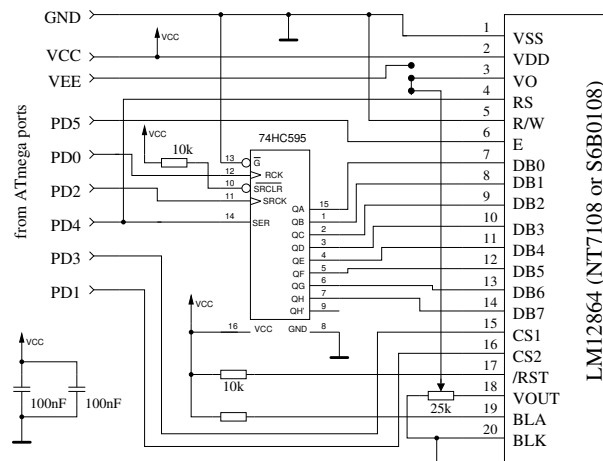 GND
VCC
VCC
VEE
PD5
PD0
PD2
PD4
PD3
PD1
from ATmega ports
VCC
10k
74HC595
13
G
12
RCK
10
SRCLR
11
SRCK
14
SER
QA
15
QB
1
QC
2
QD
3
QE
4
QF
5
QG
6
QH
7
QH'
9
16
VCC
GND
8
VCC
10k
25k
VCC
100nF
100nF
1
VSS
2
VDD
3
VO
4
RS
5
R/W
6
E
7
DB0
8
DB1
9
DB2
10
DB3
11
DB4
12
DB5
13
DB6
14
DB7
15
CS1
16
CS2
17
/RST
18
VOUT
19
BLA
20
BLK
LM12864 (NT7108 or S6B0108)